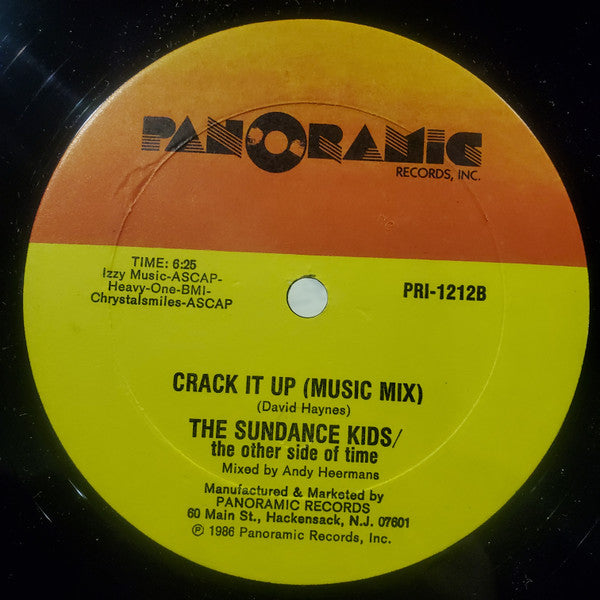 PANORAMIC
RECORDS, INC.
TIME: 6:25
Izzy Music-ASCAP-
Heavy-One-BMI-
Chrystalsmiles-ASCAP
PRI-1212B
CRACK IT UP (MUSIC MIX)
(David Haynes)
THE SUNDANCE KIDS/
the other side of time
Mixed by Andy Heermans
Manufactured & Marketed by
PANORAMIC RECORDS
60 Main St., Hackensack, N.J. 07601
℗ 1986 Panoramic Records, Inc.